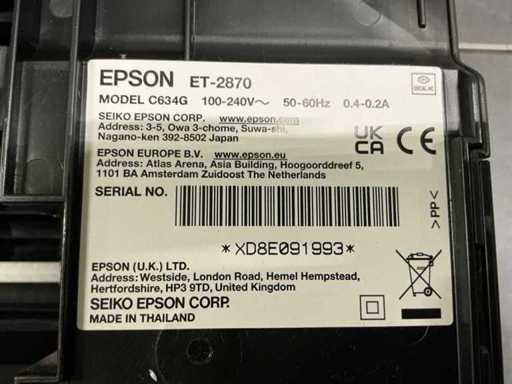 EPSON ET-2870
MODEL C634G 100-240V~ 50-60Hz 0.4-0.2A
SEIKO EPSON CORP. www.epson.com
Address: 3-5, Owa 3-chome, Suwa-shi,
Nagano-ken 392-8502 Japan
EPSON EUROPE B.V. www.epson.eu
Address: Atlas Arena, Asia Building, Hoogoorddreef 5,
1101 BA Amsterdam Zuidoost The Netherlands
UK
CA
CE
SERIAL NO.
*XD8E091993*
>PP<
EPSON (U.K.) LTD.
Address: Westside, London Road, Hemel Hempstead,
Hertfordshire, HP3 9TD, United Kingdom
SEIKO EPSON CORP.
MADE IN THAILAND